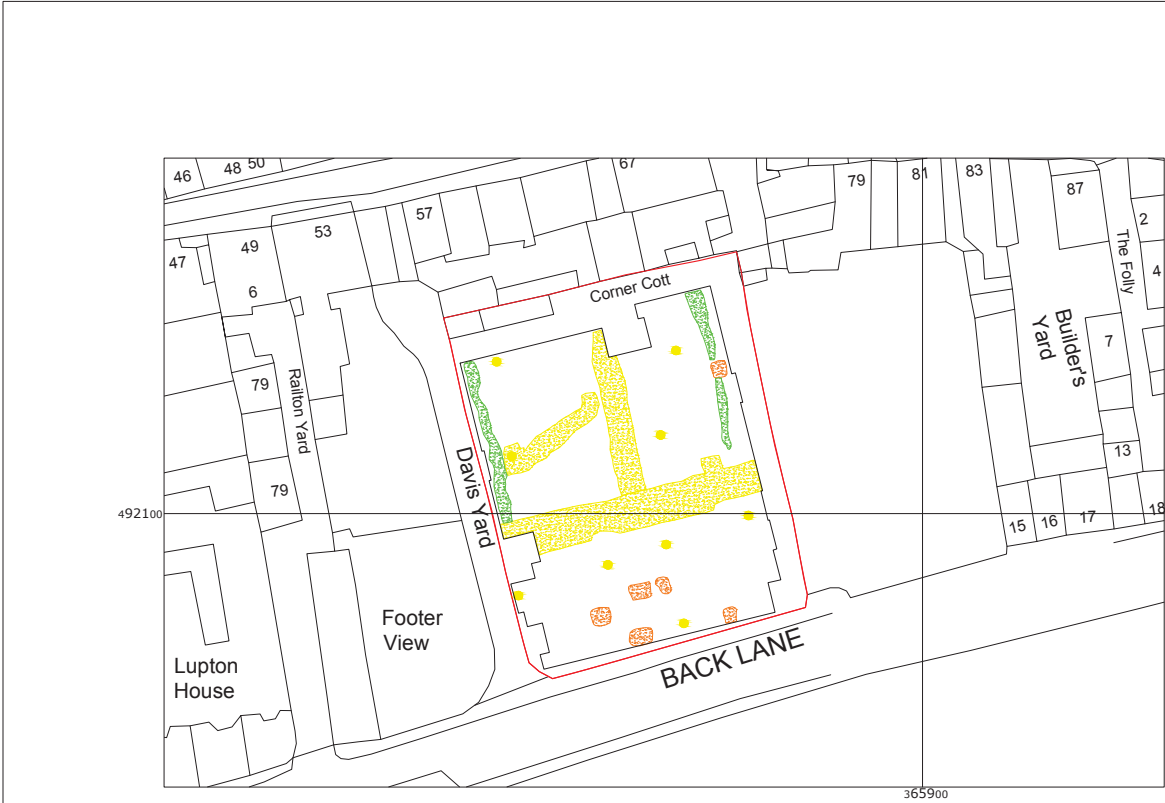 46
48 50
67
79
81
83
87
2
57
53
49
47
6
The Folly
4
Corner Cott
Builder's
Yard
7
79
Railton Yard
13
79
Davis Yard
492100
15
16
17
18
Footer
View
BACK LANE
Lupton
House
365900